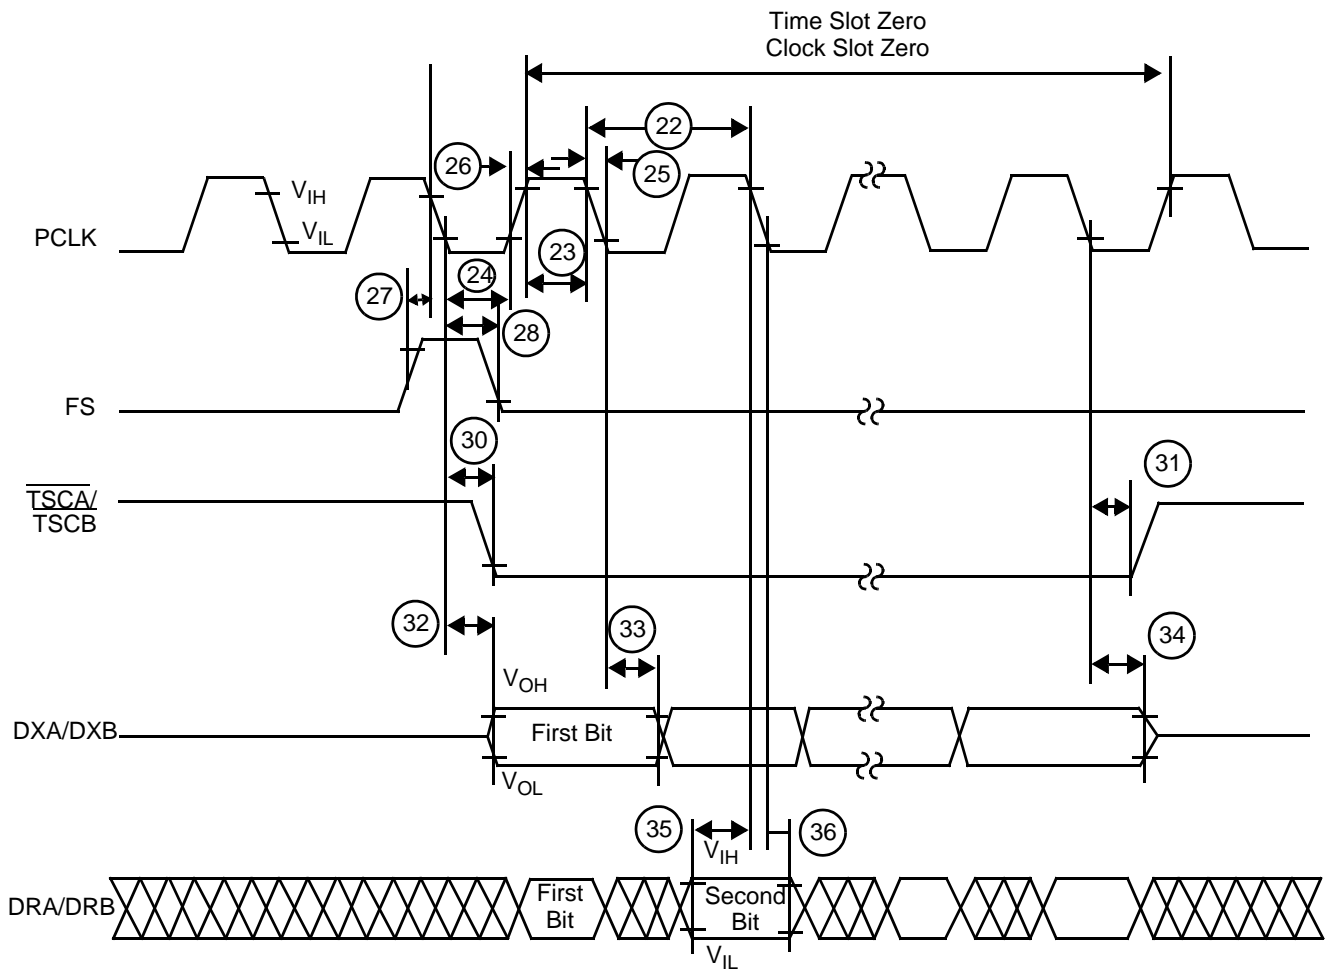 Time Slot Zero
Clock Slot Zero
22
26
25
VIH
VIL
PCLK
23
24
27
28
FS
30
31
TSCA/
TSCB
32
33
34
VOH
DXA/DXB
First Bit
VOL
35
36
VIH
DRA/DRB
First
Bit
Second
Bit
VIL